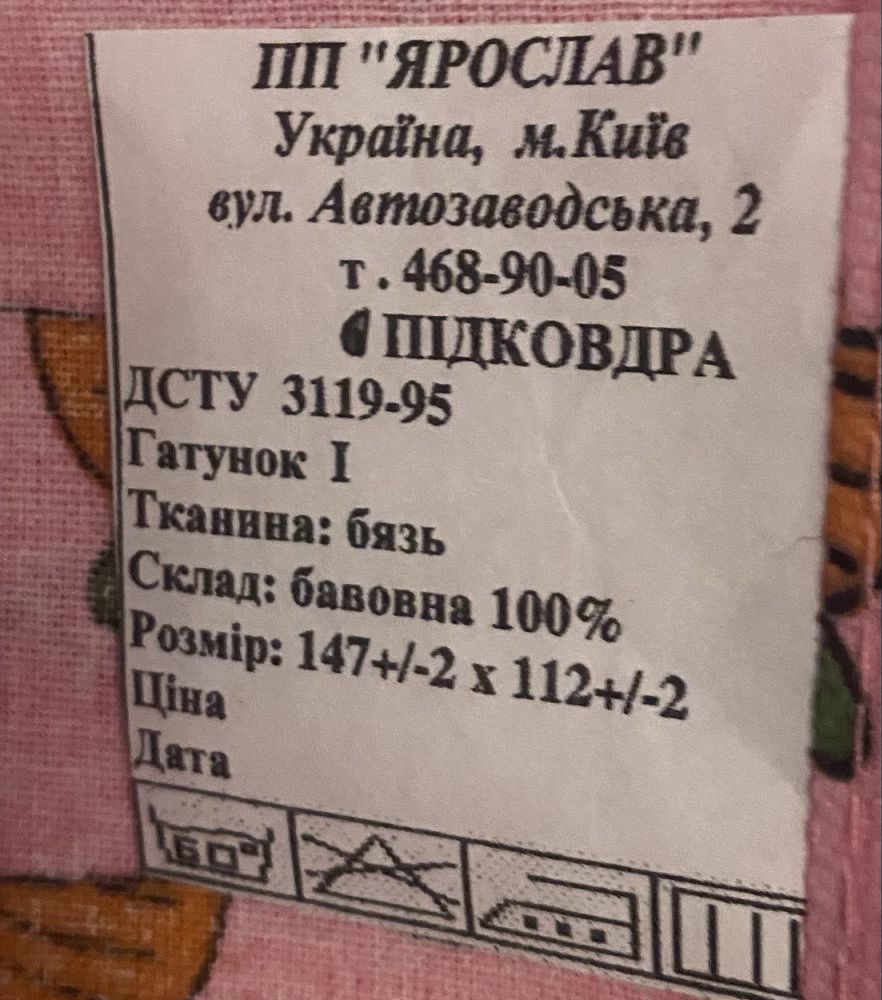 ПП "ЯРОСЛАВ"
Україна, м.Київ
вул. Автозаводська, 2
т . 468-90-05
ПІДКОВДРА
ДСТУ 3119-95
Гатунок І
Тканина: бязь
Склад: бавовна 100%
Розмір: 147+/-2 х 112+/-2
Ціна
Дата
60°